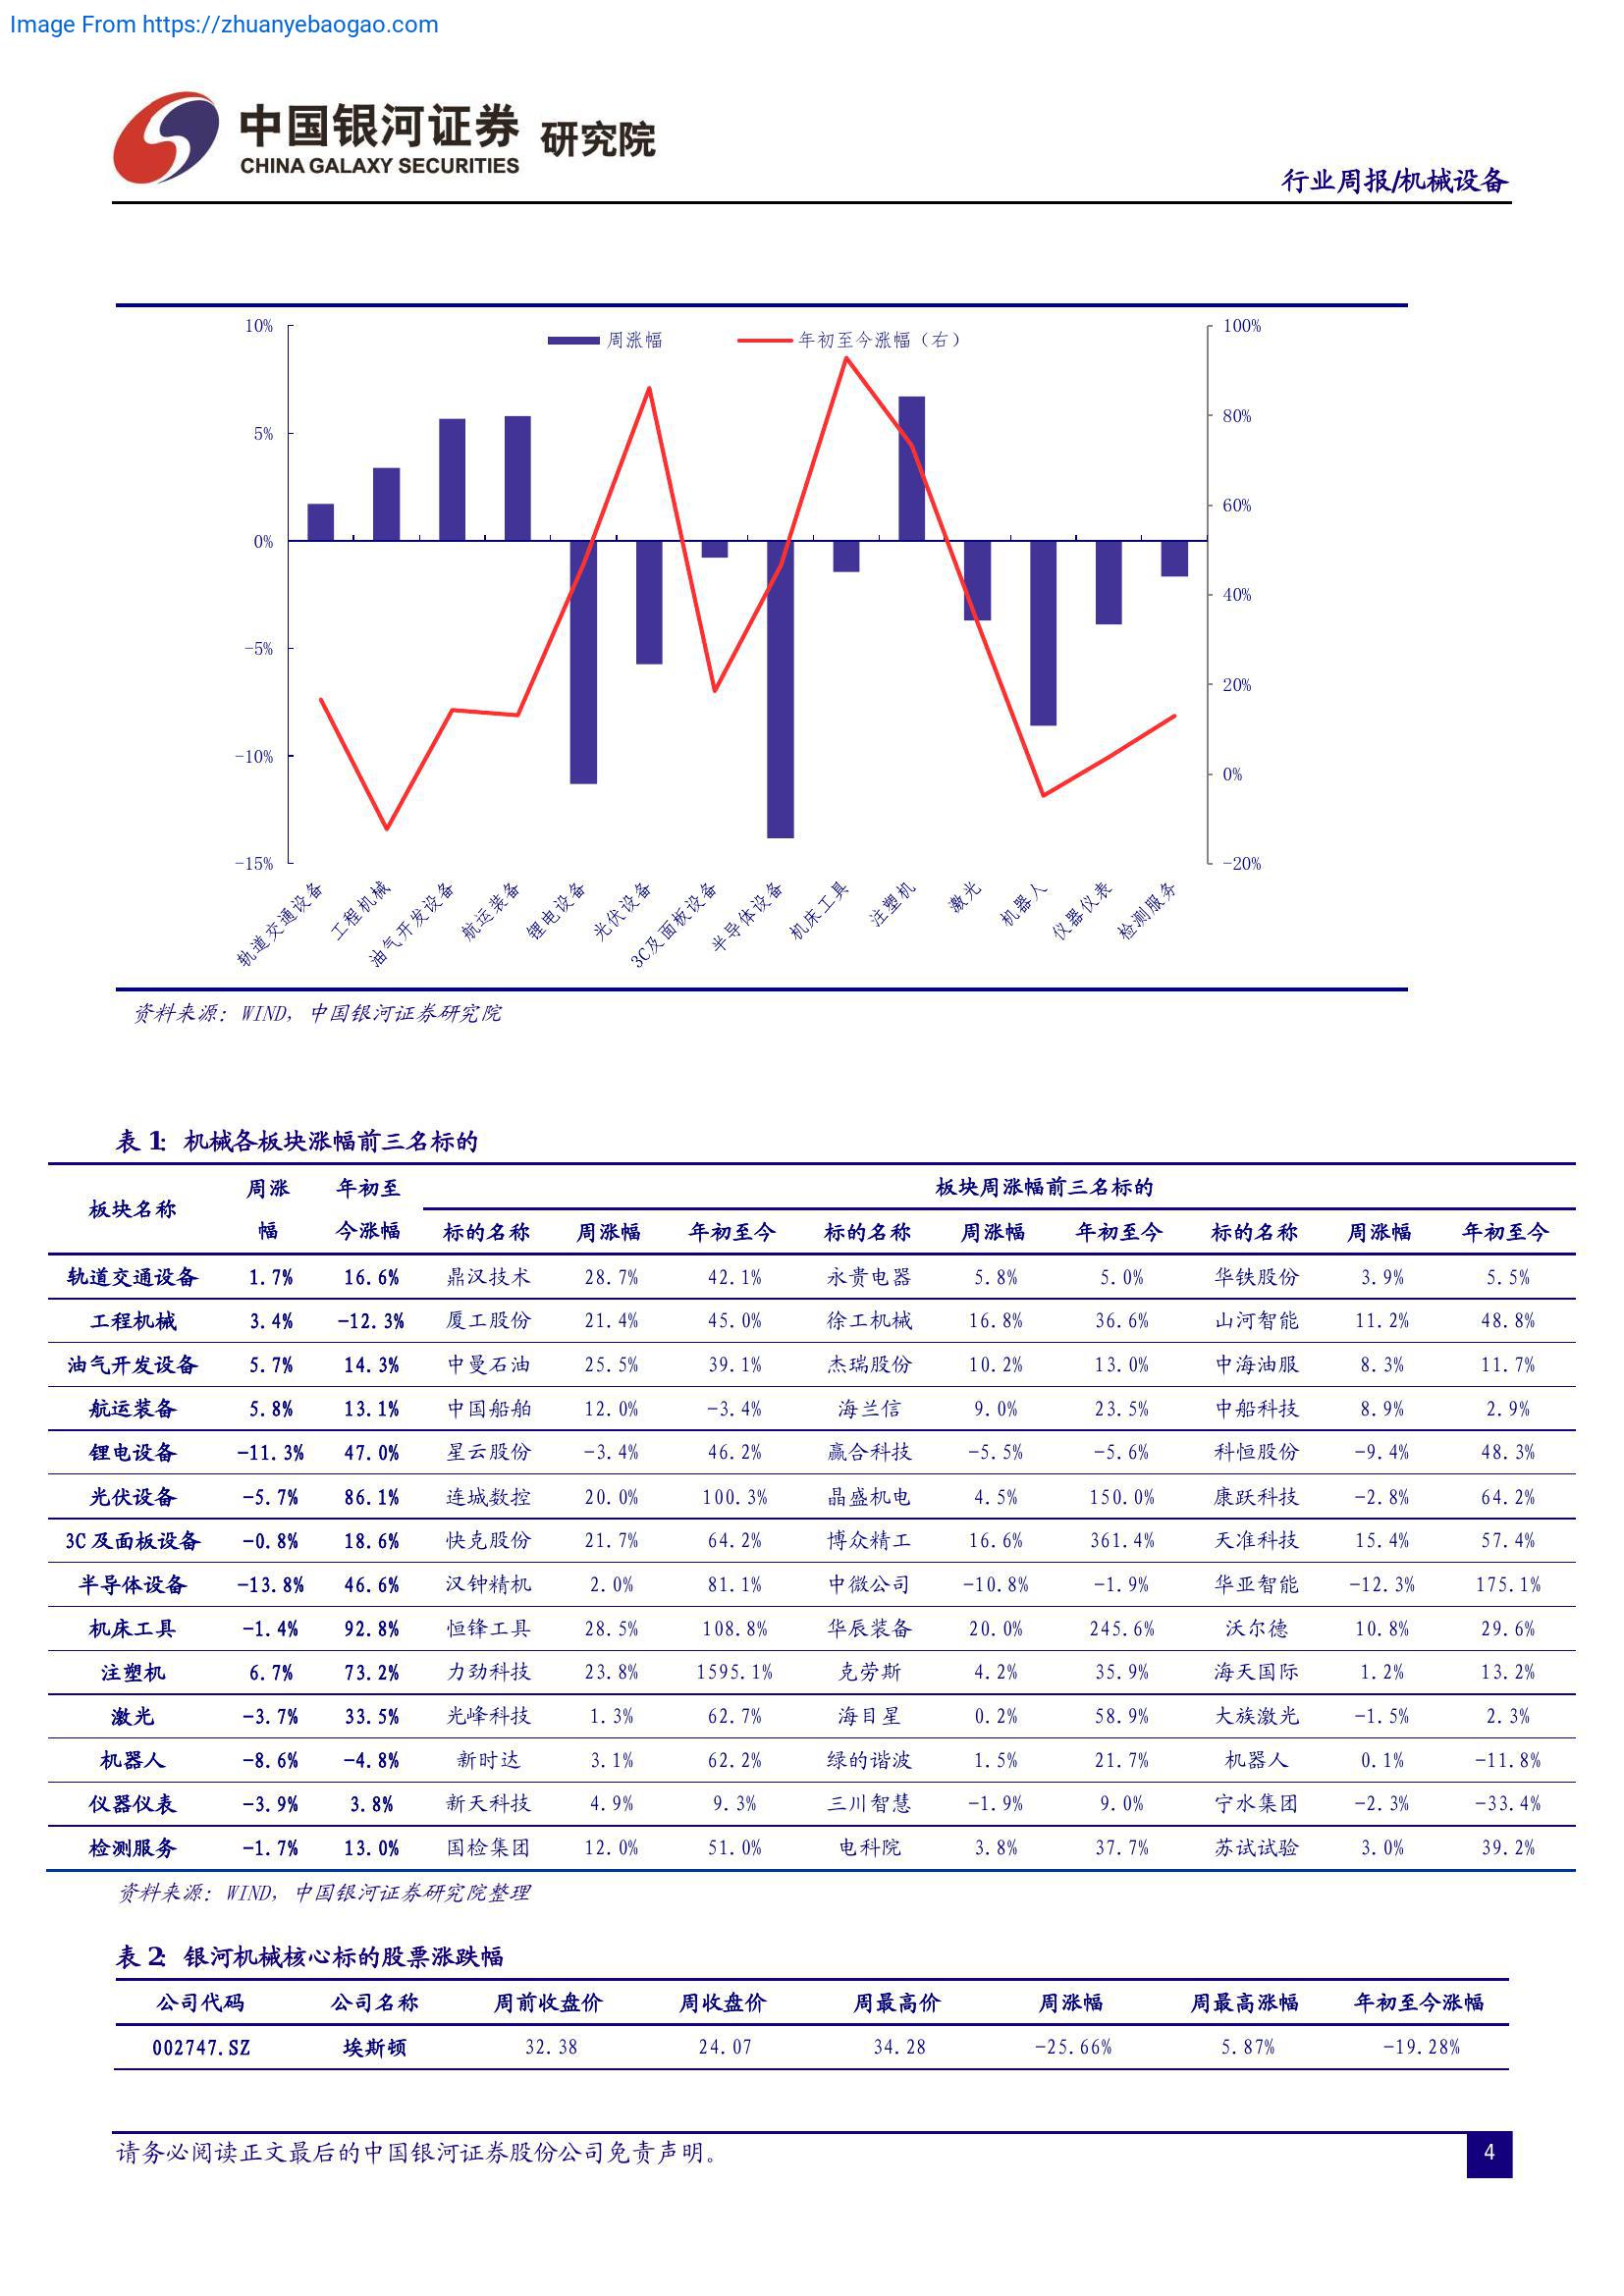 Image From https://zhuanyebaogao.com
中国银河证券 研究院
CHINA GALAXY SECURITIES
行业周报/机械设备
周涨幅 年初至今涨幅（右）
10% 100%
5% 80%
0% 60%
-5% 40%
-10% 20%
-15% 0%
-20%
轨道交通设备 工程机械 油气开发设备 航运装备 锂电设备 光伏设备 3C及面板设备 半导体设备 机床工具 注塑机 激光 机器人 仪器仪表 检测服务
资料来源：WIND，中国银河证券研究院
表 1: 机械各板块涨幅前三名标的
板块名称 周涨幅 年初至今涨幅 板块周涨幅前三名标的
标的名称 周涨幅 年初至今 标的名称 周涨幅 年初至今 标的名称 周涨幅 年初至今
轨道交通设备 1.7% 16.6% 鼎汉技术 28.7% 42.1% 永贵电器 5.8% 5.0% 华铁股份 3.9% 5.5%
工程机械 3.4% -12.3% 厦工股份 21.4% 45.0% 徐工机械 16.8% 36.6% 山河智能 11.2% 48.8%
油气开发设备 5.7% 14.3% 中曼石油 25.5% 39.1% 杰瑞股份 10.2% 13.0% 中海油服 8.3% 11.7%
航运装备 5.8% 13.1% 中国船舶 12.0% -3.4% 海兰信 9.0% 23.5% 中船科技 8.9% 2.9%
锂电设备 -11.3% 47.0% 星云股份 -3.4% 46.2% 赢合科技 -5.5% -5.6% 科恒股份 -9.4% 48.3%
光伏设备 -5.7% 86.1% 连城数控 20.0% 100.3% 晶盛机电 4.5% 150.0% 康跃科技 -2.8% 64.2%
3C及面板设备 -0.8% 18.6% 快克股份 21.7% 64.2% 博众精工 16.6% 361.4% 天准科技 15.4% 57.4%
半导体设备 -13.8% 46.6% 汉钟精机 2.0% 81.1% 中微公司 -10.8% -1.9% 华亚智能 -12.3% 175.1%
机床工具 -1.4% 92.8% 恒锋工具 28.5% 108.8% 华辰装备 20.0% 245.6% 沃尔德 10.8% 29.6%
注塑机 6.7% 73.2% 力劲科技 23.8% 1595.1% 克劳斯 4.2% 35.9% 海天国际 1.2% 13.2%
激光 -3.7% 33.5% 光峰科技 1.3% 62.7% 海目星 0.2% 58.9% 大族激光 -1.5% 2.3%
机器人 -8.6% -4.8% 新时达 3.1% 62.2% 绿的谐波 1.5% 21.7% 机器人 0.1% -11.8%
仪器仪表 -3.9% 3.8% 新天科技 4.9% 9.3% 三川智慧 -1.9% 9.0% 宁水集团 -2.3% -33.4%
检测服务 -1.7% 13.0% 国检集团 12.0% 51.0% 电科院 3.8% 37.7% 苏试试验 3.0% 39.2%
资料来源：WIND，中国银河证券研究院整理
表 2: 银河机械核心标的股票涨跌幅
公司代码 公司名称 周前收盘价 周收盘价 周最高价 周涨幅 周最高涨幅 年初至今涨幅
002747.SZ 埃斯顿 32.38 24.07 34.28 -25.66% 5.87% -19.28%
请务必阅读正文最后的中国银河证券股份公司免责声明。
4